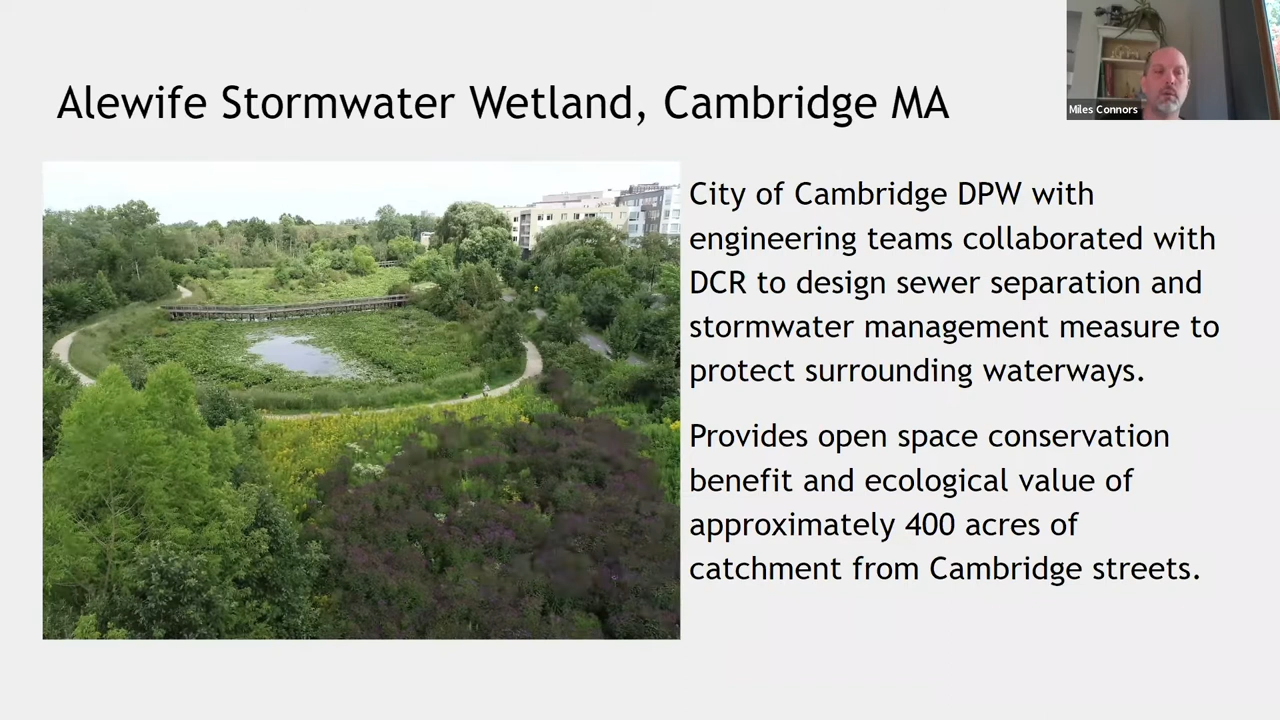 Alewife Stormwater Wetland, Cambridge MA
Miles Connors
City of Cambridge DPW with
engineering teams collaborated with
DCR to design sewer separation and
stormwater management measure to
protect surrounding waterways.
Provides open space conservation
benefit and ecological value of
approximately 400 acres of
catchment from Cambridge streets.